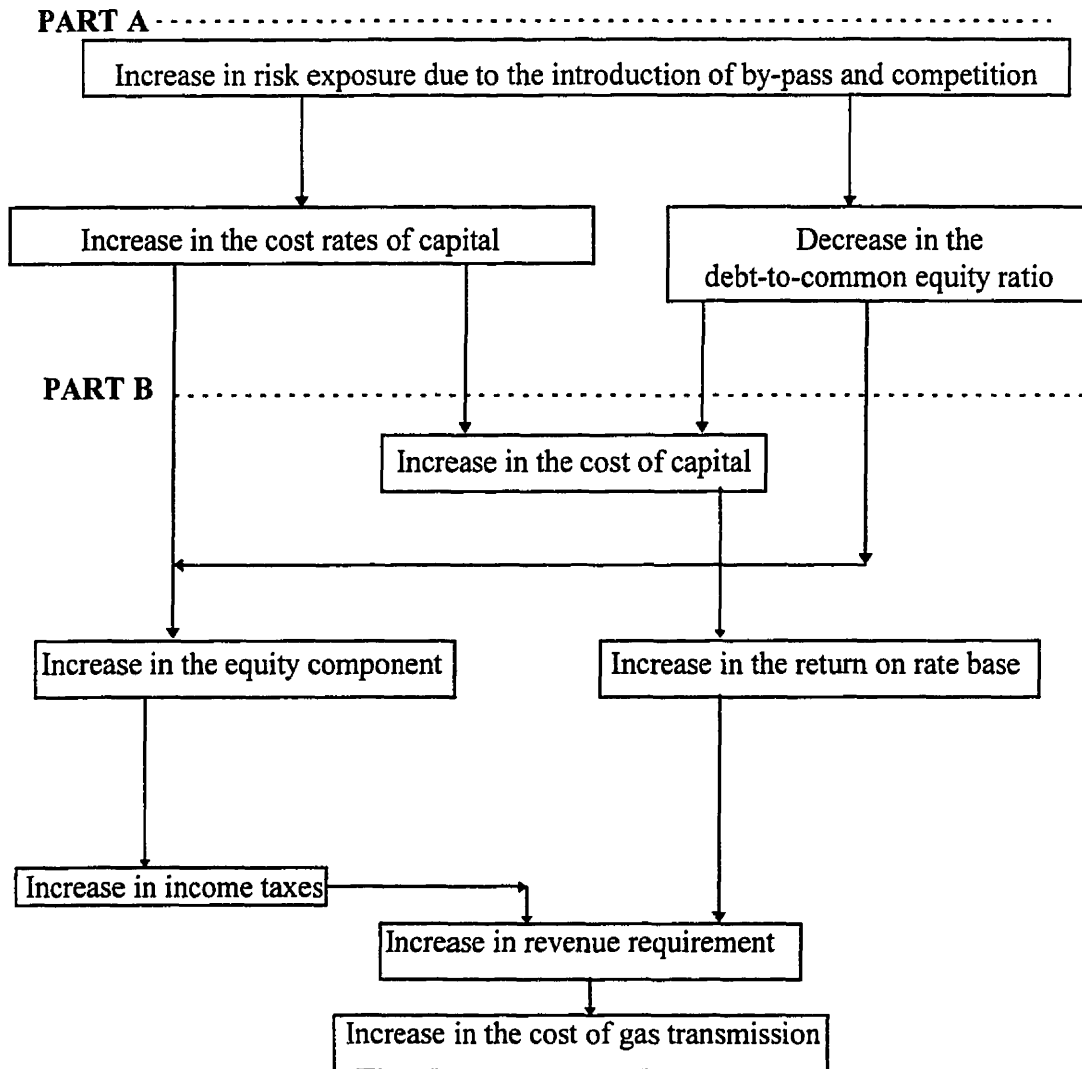 PART A
Increase in risk exposure due to the introduction of by-pass and competition
Increase in the cost rates of capital
Decrease in the
debt-to-common equity ratio
PART B
Increase in the cost of capital
Increase in the equity component
Increase in the return on rate base
Increase in income taxes
Increase in revenue requirement
Increase in the cost of gas transmission